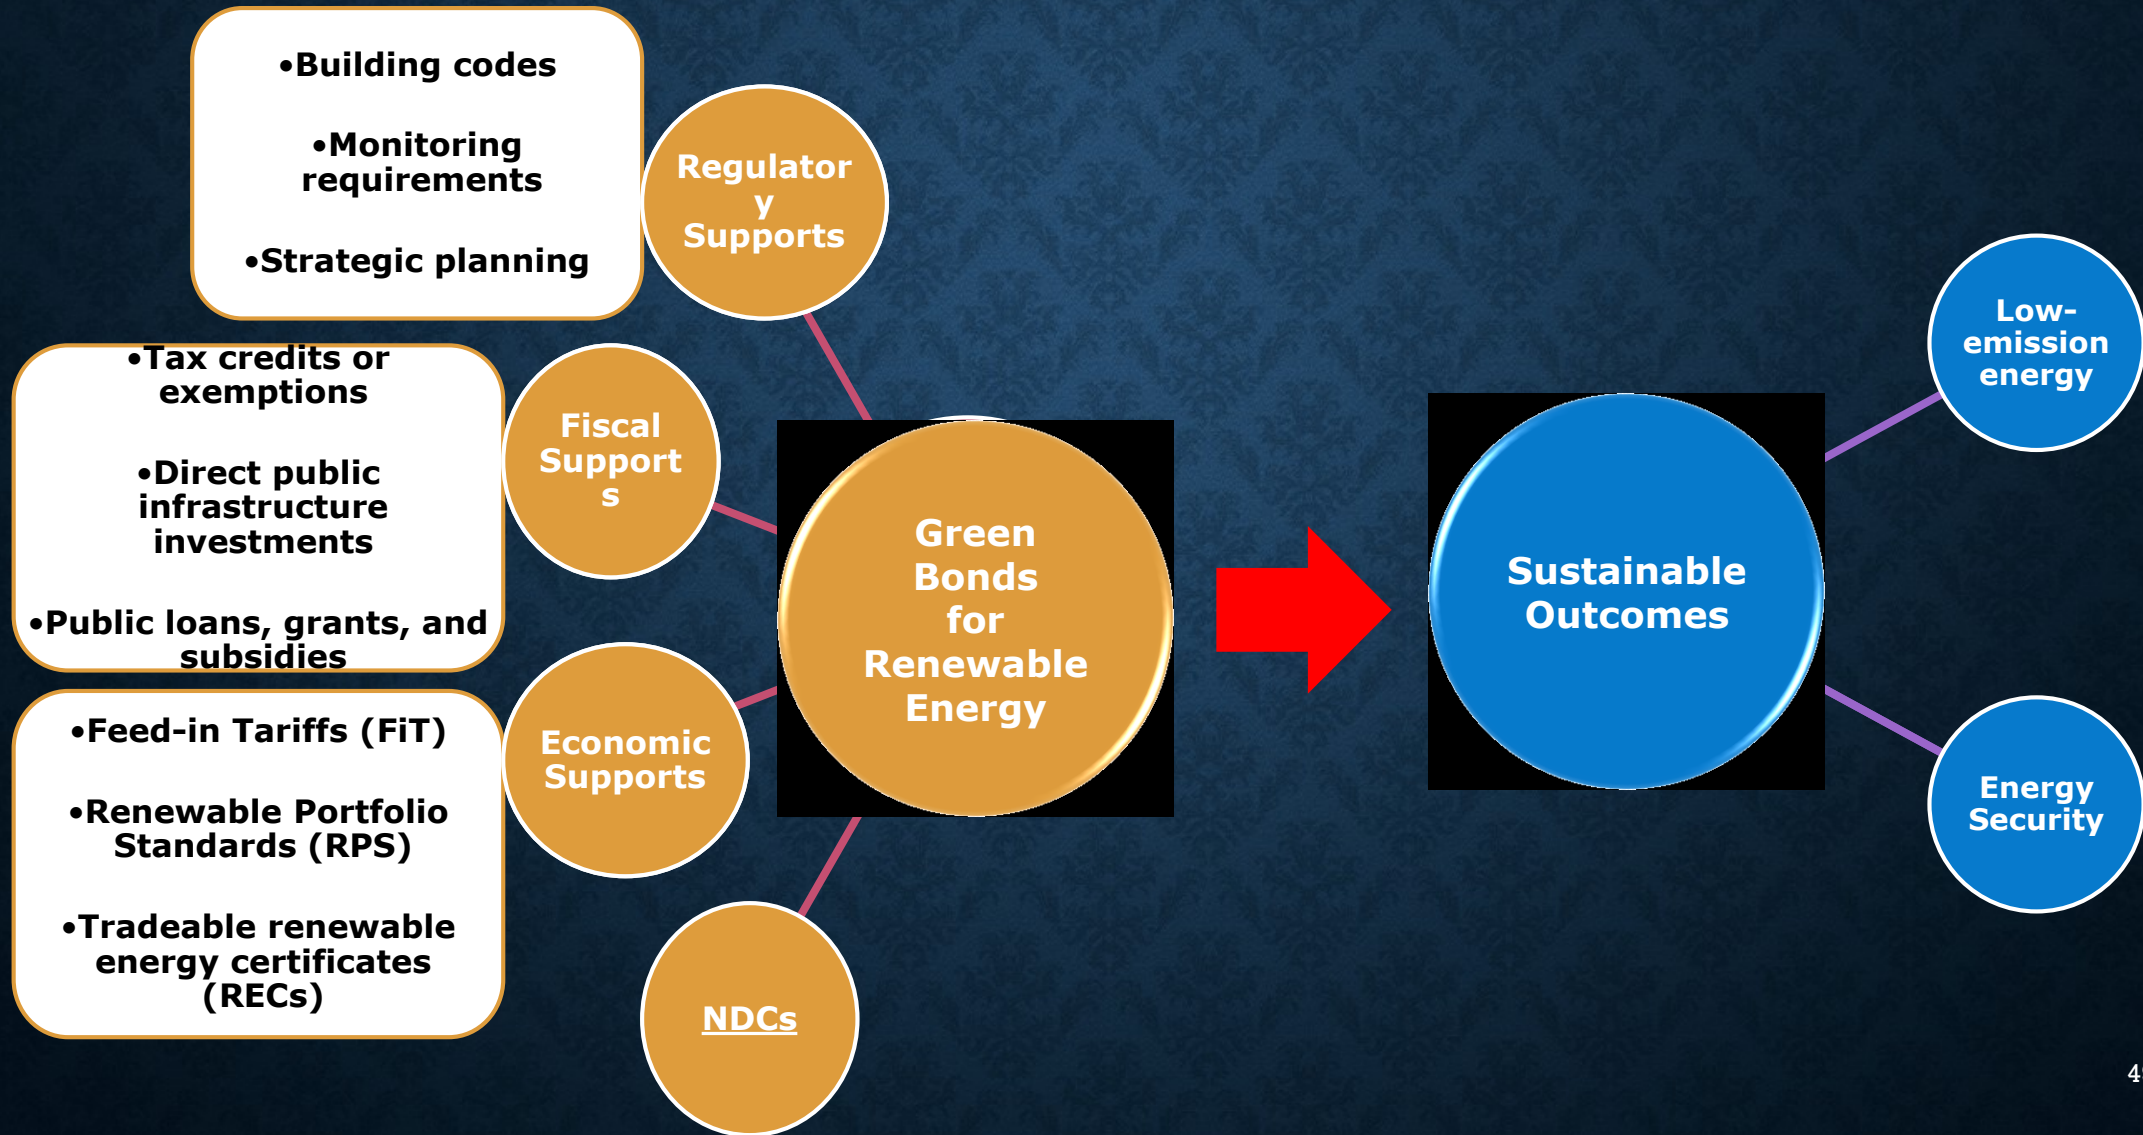 •Building codes
•Monitoring
requirements
•Strategic planning
Regulator
y
Supports
•Tax credits or
exemptions
•Direct public
infrastructure
investments
•Public loans, grants, and
subsidies
Fiscal
Support
s
•Feed-in Tariffs (FiT)
•Renewable Portfolio
Standards (RPS)
•Tradeable renewable
energy certificates
(RECs)
Economic
Supports
NDCs
Green
Bonds
for
Renewable
Energy
Sustainable
Outcomes
Low-
emission
energy
Energy
Security